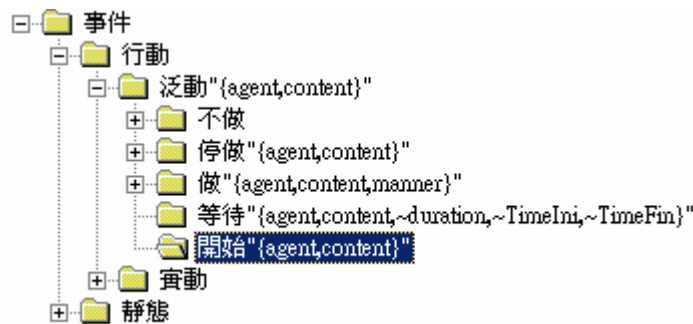 事件
行動
泛動"{agent,content}"
不做
停做"{agent,content}"
做"{agent,content,manner}"
等待"{agent,content,~duration,~TimeIni,~TimeFin}"
開始"{agent,content}"
實動
靜態